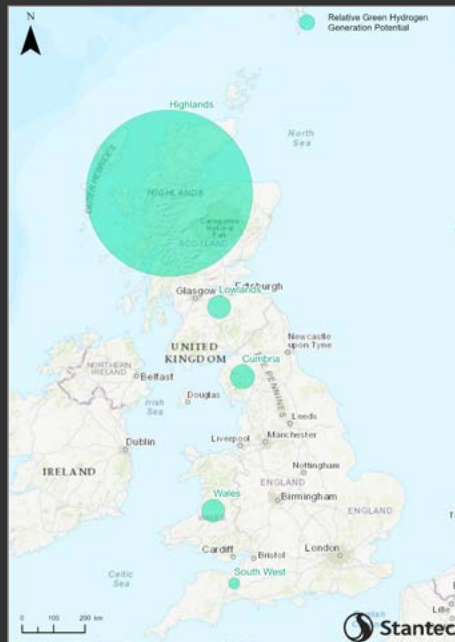 N
Relative Green Hydrogen
Generation Potential
Highlands
North
Sea
OUTER HEBRIDES
HIGHLANDS
Cairngorms
National
Park
SCOTLAND
Glasgow
Edinburgh
Lowlands
UNITED
KINGDOM
Newcastle
upon Tyne
Cumbria
NORTHERN
IRELAND
Belfast
THE PENNINES
Douglas
Irish
Sea
Leeds
Dublin
Liverpool
Manchester
IRELAND
Nottingham
ENGLAND
Wales
WALES
Birmingham
ENGLAND
Cardiff
Bristol
London
Celtic
Sea
South West
0 100 200 km
Lille
Stantec